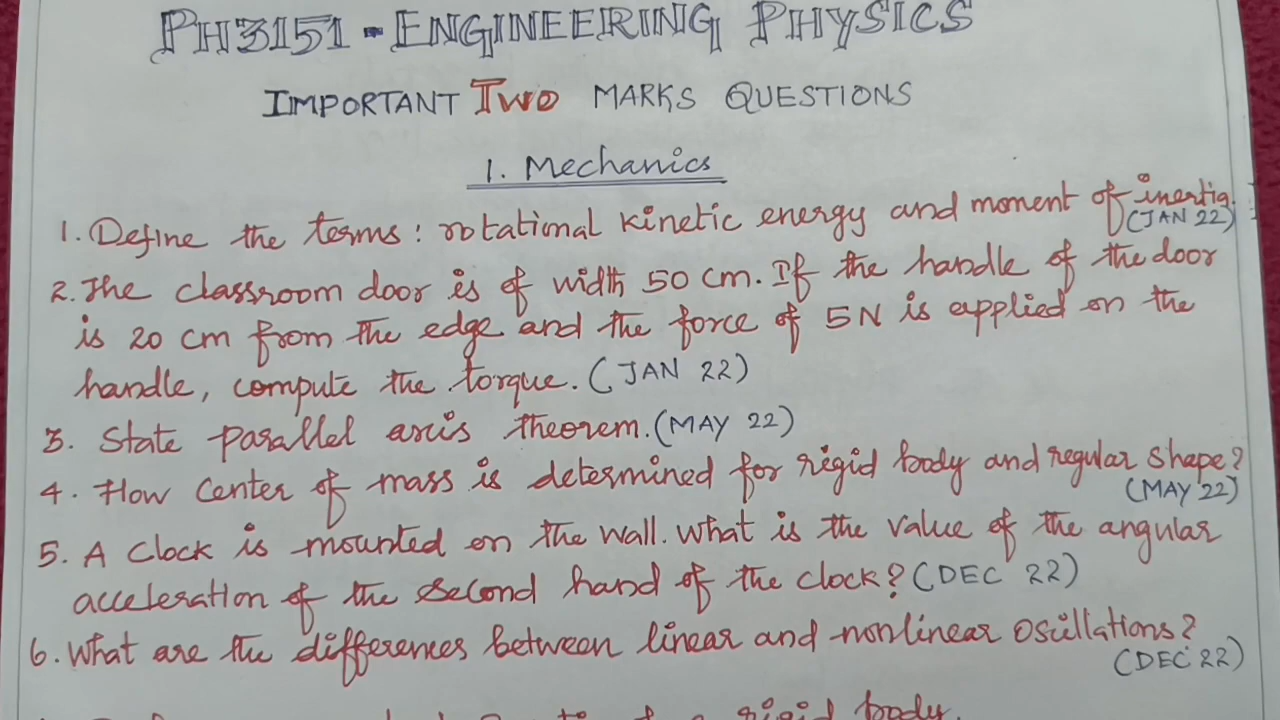 PH3151 - ENGINEERING PHYSICS
IMPORTANT TWO MARKS QUESTIONS
1. Mechanics
1. Define the terms: rotational kinetic energy and moment of inertia.
(JAN 22)
2. The classroom door is of width 50 cm. If the handle of the door
is 20 cm from the edge and the force of 5N is applied on the
handle, compute the torque. (JAN 22)
3. State parallel axis theorem. (MAY 22)
4. How center of mass is determined for rigid body and regular shape?
(MAY 22)
5. A clock is mounted on the wall. What is the value of the angular
acceleration of the second hand of the clock? (DEC 22)
6. What are the differences between linear and nonlinear oscillations?
(DEC 22)
rigid body.